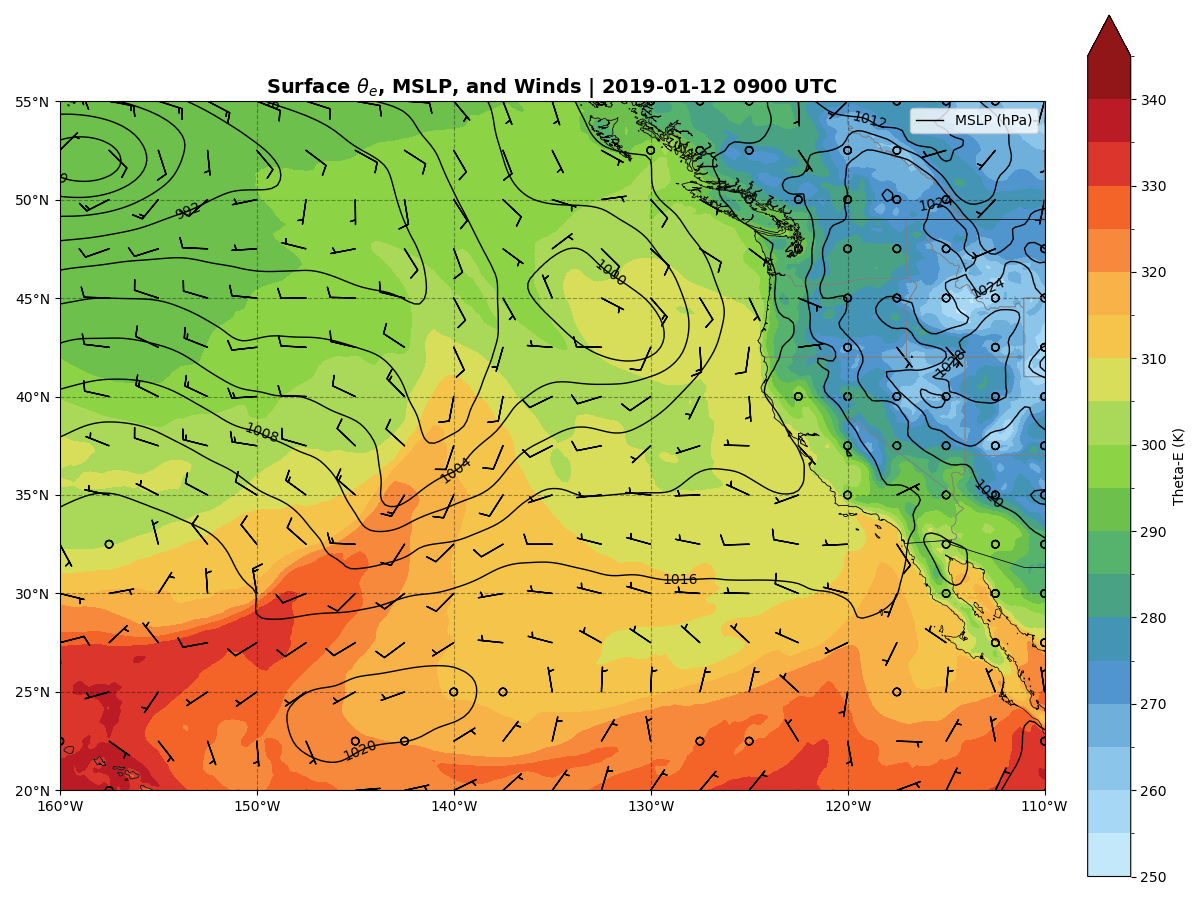 Surface θe, MSLP, and Winds | 2019-01-12 0900 UTC
MSLP (hPa)
55°N
50°N
45°N
40°N
35°N
30°N
25°N
20°N
160°W
150°W
140°W
130°W
120°W
110°W
1012
992
1024
1000
1024
1008
1004
1016
1020
340
330
320
310
300
290
280
270
260
250
Theta-E (K)